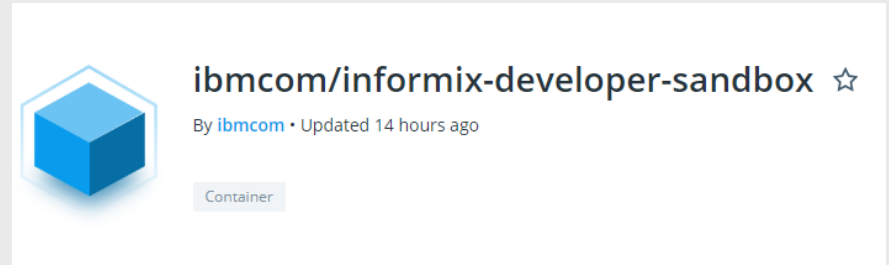 ibmcom/informix-developer-sandbox
By ibmcom • Updated 14 hours ago
Container